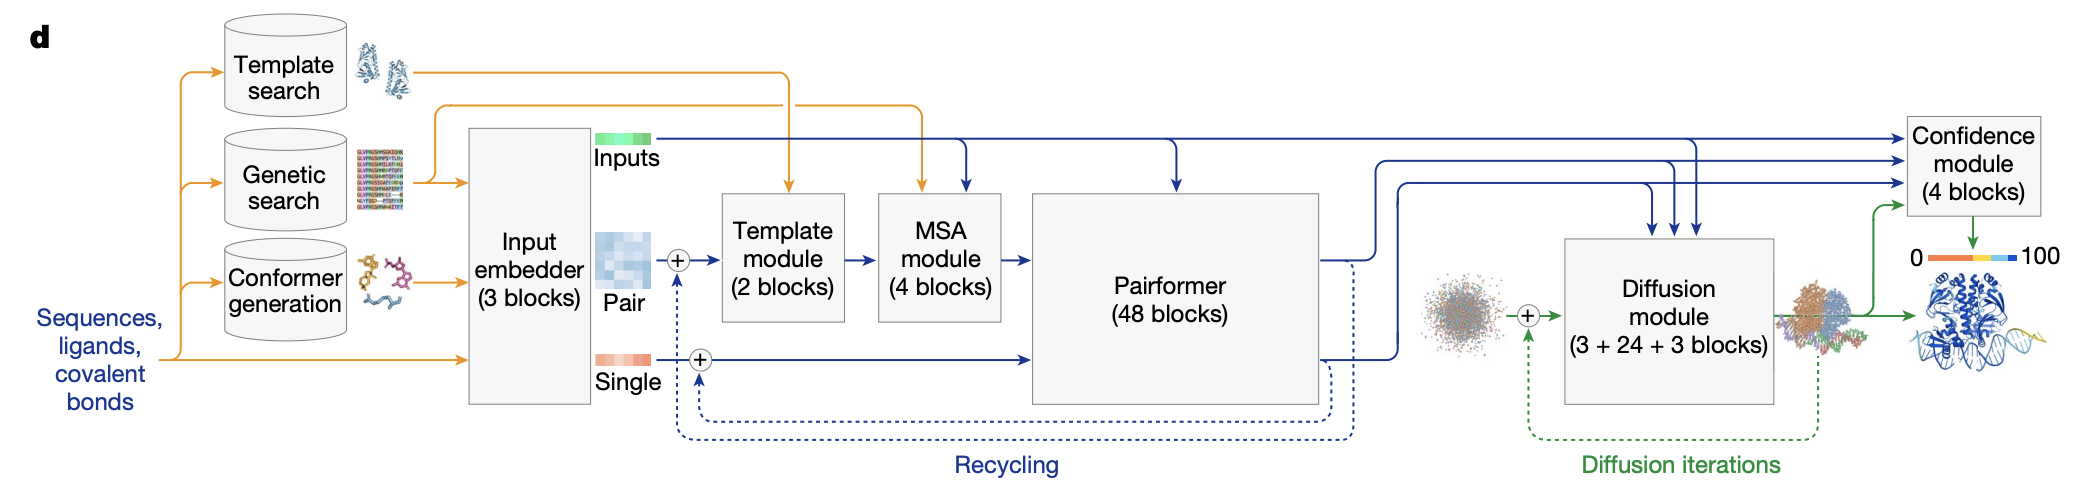 d
Template
search
Genetic
search
Conformer
generation
Sequences,
ligands,
covalent
bonds
Input
embedder
(3 blocks)
Inputs
Pair
Single
+
+
Template
module
(2 blocks)
MSA
module
(4 blocks)
Pairformer
(48 blocks)
Recycling
+
Diffusion
module
(3 + 24 + 3 blocks)
Diffusion iterations
Confidence
module
(4 blocks)
0
100